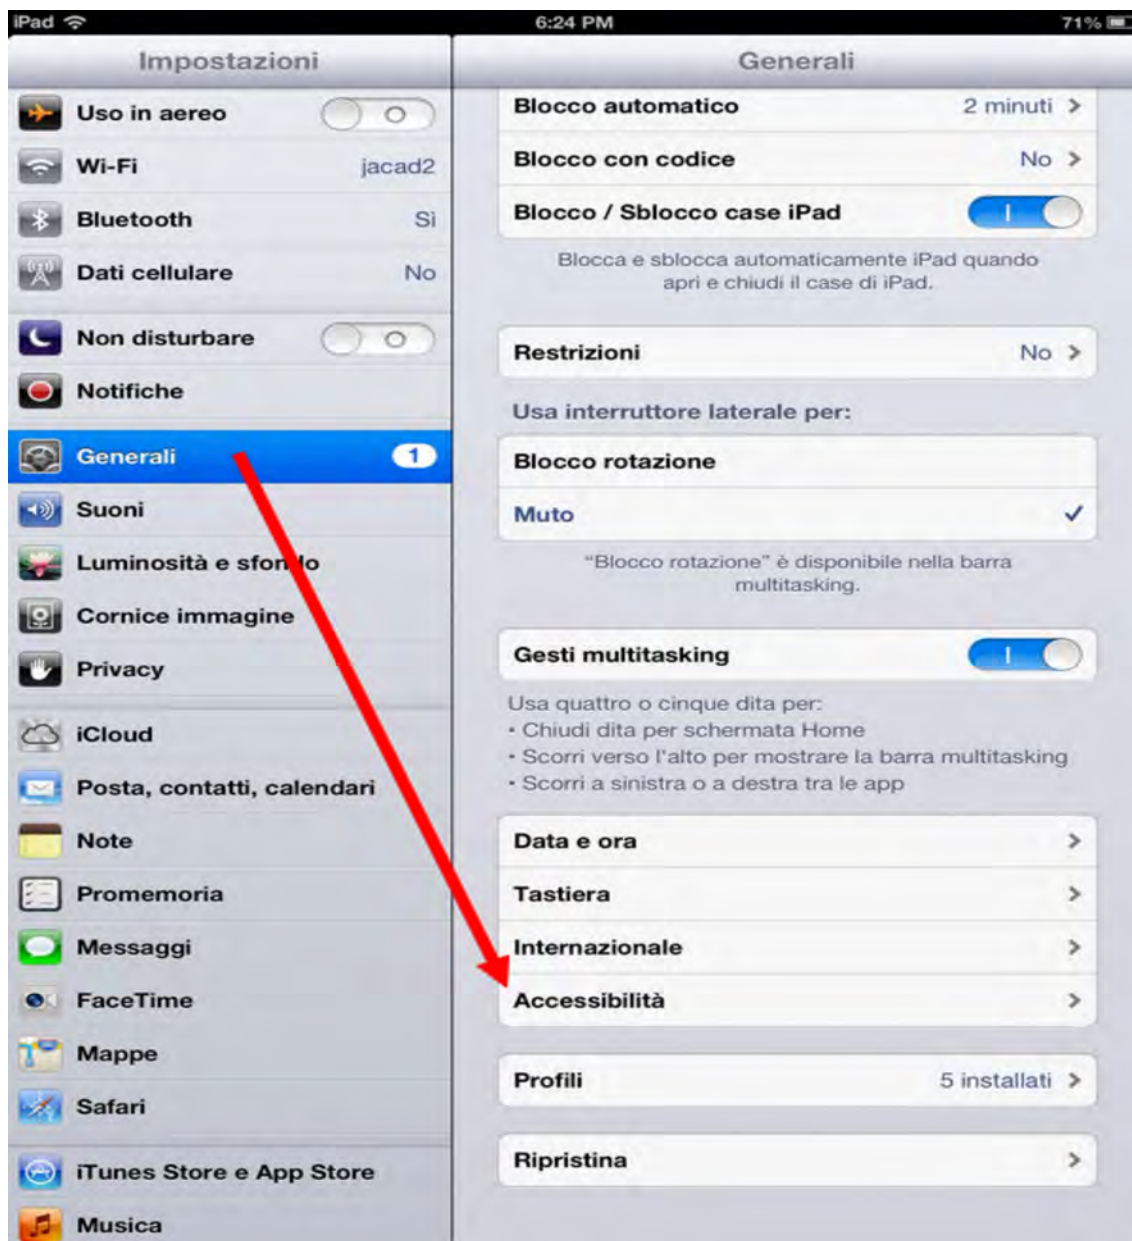 iPad 6:24 PM 71%
Impostazioni
Uso in aereo
Wi-Fi jacad2
Bluetooth Sì
Dati cellulare No
Non disturbare
Notifiche
Generali 1
Suoni
Luminosità e sfondo
Cornice immagine
Privacy
iCloud
Posta, contatti, calendari
Note
Promemoria
Messaggi
FaceTime
Mappe
Safari
iTunes Store e App Store
Musica
Generali
Blocco automatico 2 minuti
Blocco con codice No
Blocco / Sblocco case iPad
Blocca e sblocca automaticamente iPad quando
apri e chiudi il case di iPad.
Restrizioni No
Usa interruttore laterale per:
Blocco rotazione
Muto
“Blocco rotazione” è disponibile nella barra
multitasking.
Gesti multitasking
Usa quattro o cinque dita per:
• Chiudi dita per schermata Home
• Scorri verso l'alto per mostrare la barra multitasking
• Scorri a sinistra o a destra tra le app
Data e ora
Tastiera
Internazionale
Accessibilità
Profili 5 installati
Ripristina